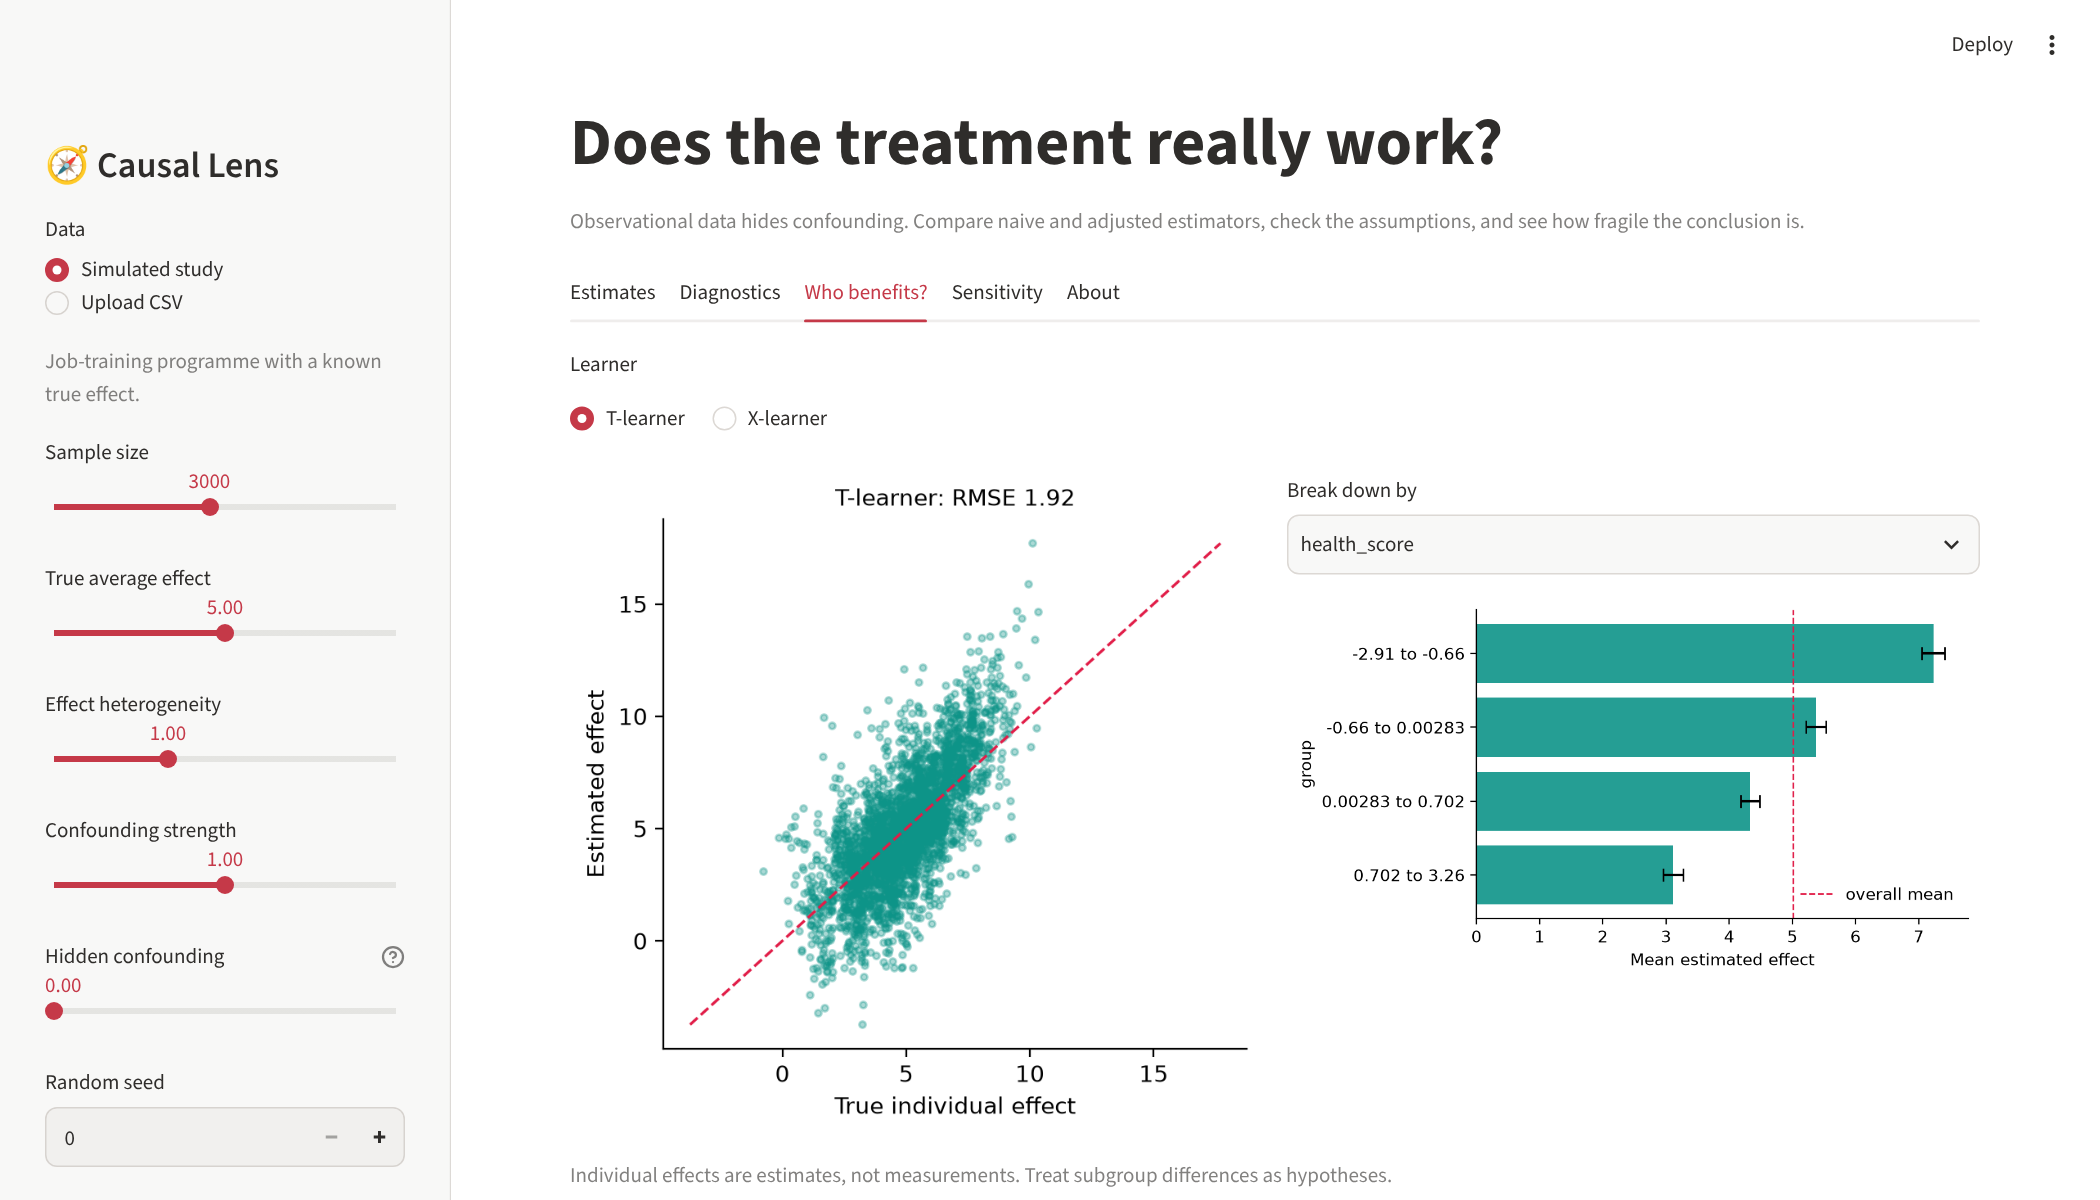 Deploy
Causal Lens
Data
Simulated study
Upload CSV
Job-training programme with a known
true effect.
Sample size
3000
True average effect
5.00
Effect heterogeneity
1.00
Confounding strength
1.00
Hidden confounding
0.00
Random seed
0
Does the treatment really work?
Observational data hides confounding. Compare naive and adjusted estimators, check the assumptions, and see how fragile the conclusion is.
Estimates Diagnostics Who benefits? Sensitivity About
Learner
T-learner X-learner
T-learner: RMSE 1.92
Estimated effect
15
10
5
0
0 5 10 15
True individual effect
Break down by
health_score
group
-2.91 to -0.66
-0.66 to 0.00283
0.00283 to 0.702
0.702 to 3.26
overall mean
0 1 2 3 4 5 6 7
Mean estimated effect
Individual effects are estimates, not measurements. Treat subgroup differences as hypotheses.